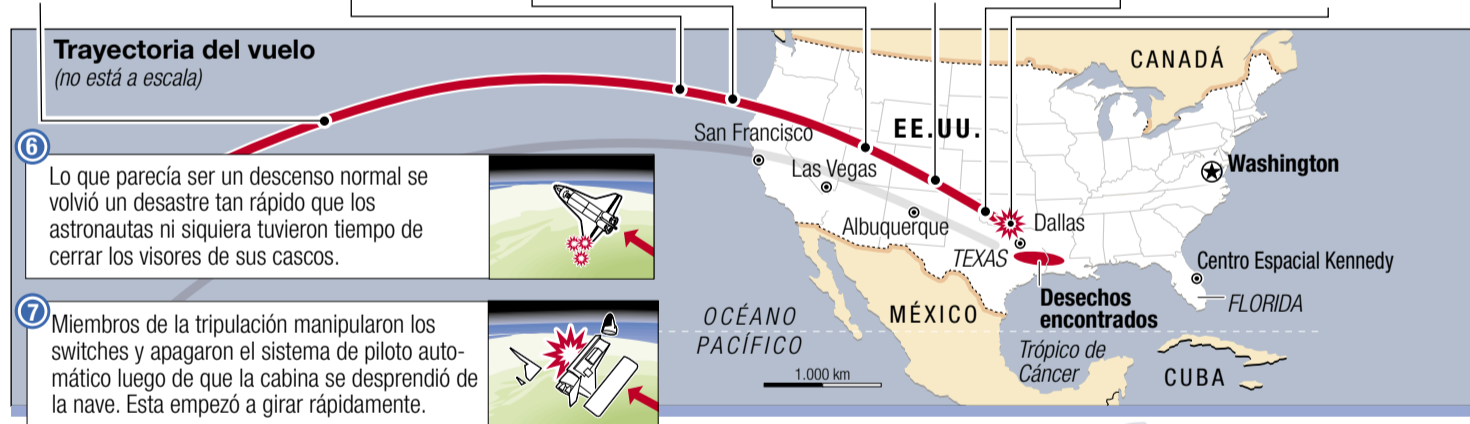 Trayectoria del vuelo
(no está a escala)
6
Lo que parecía ser un descenso normal se
volvió un desastre tan rápido que los
astronautas ni siquiera tuvieron tiempo de
cerrar los visores de sus cascos.
7
Miembros de la tripulación manipularon los
switches y apagaron el sistema de piloto auto-
mático luego de que la cabina se desprendió de
la nave. Esta empezó a girar rápidamente.
CANADÁ
EE.UU.
San Francisco
Las Vegas
Washington
Albuquerque
Dallas
TEXAS
Centro Espacial Kennedy
FLORIDA
Desechos
encontrados
OCÉANO
PACÍFICO
MÉXICO
Trópico de
Cáncer
CUBA
1.000 km